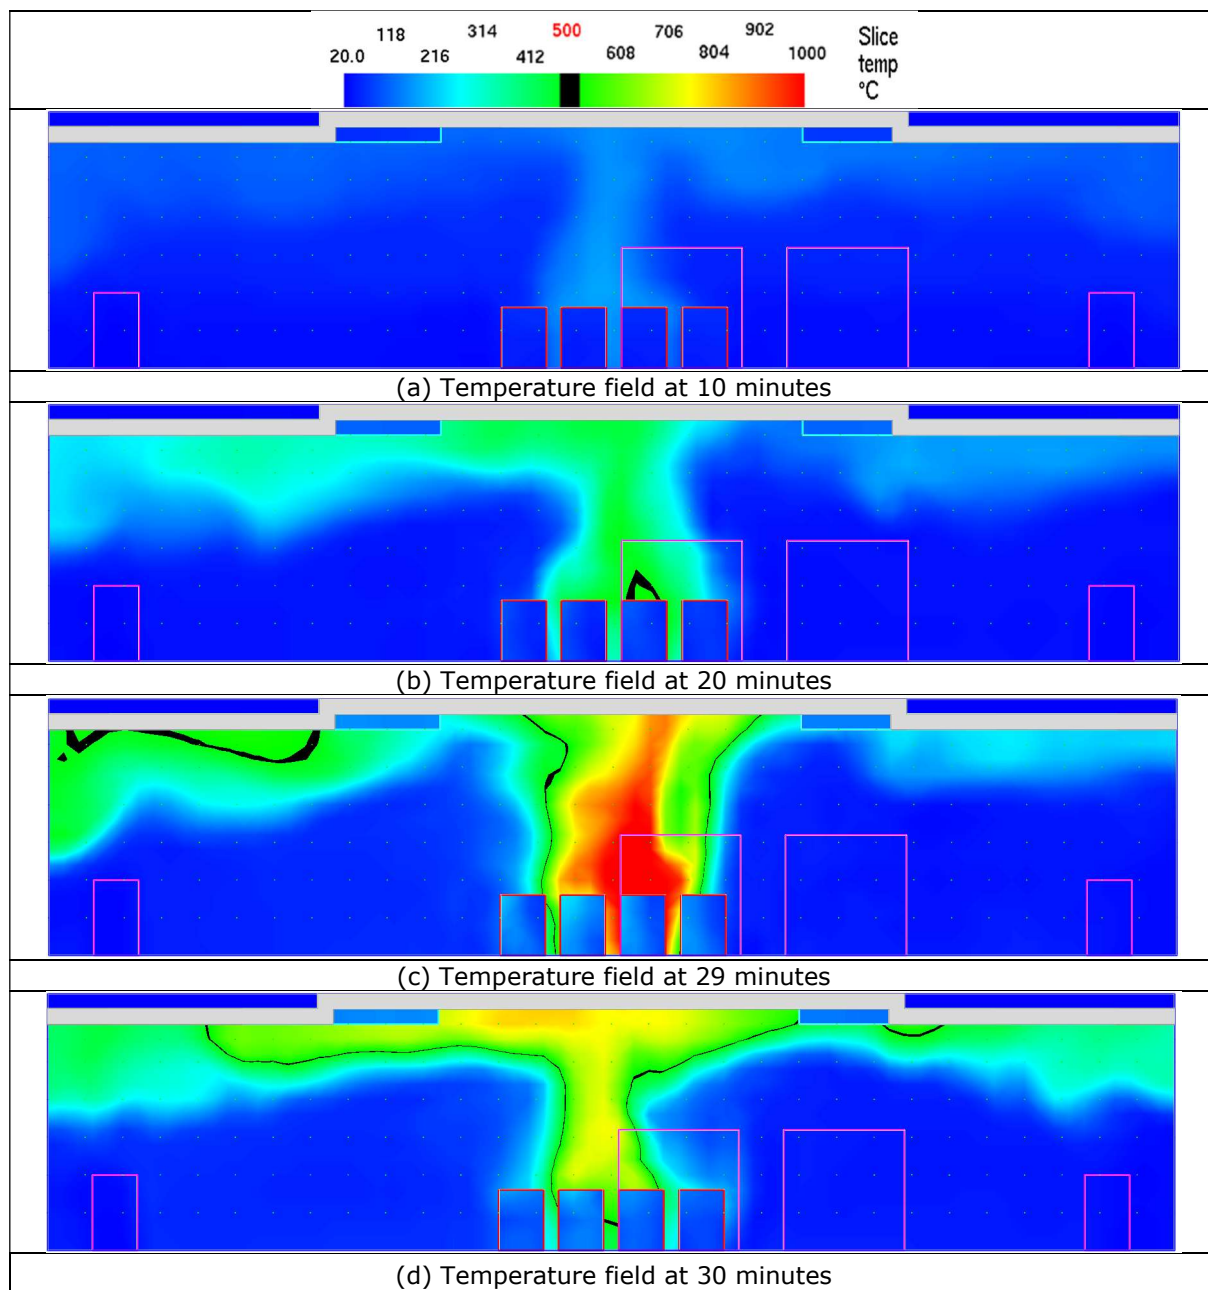 118 314 500 706 902
20.0 216 412 608 804 1000
Slice
temp
°C
(a) Temperature field at 10 minutes
(b) Temperature field at 20 minutes
(c) Temperature field at 29 minutes
(d) Temperature field at 30 minutes